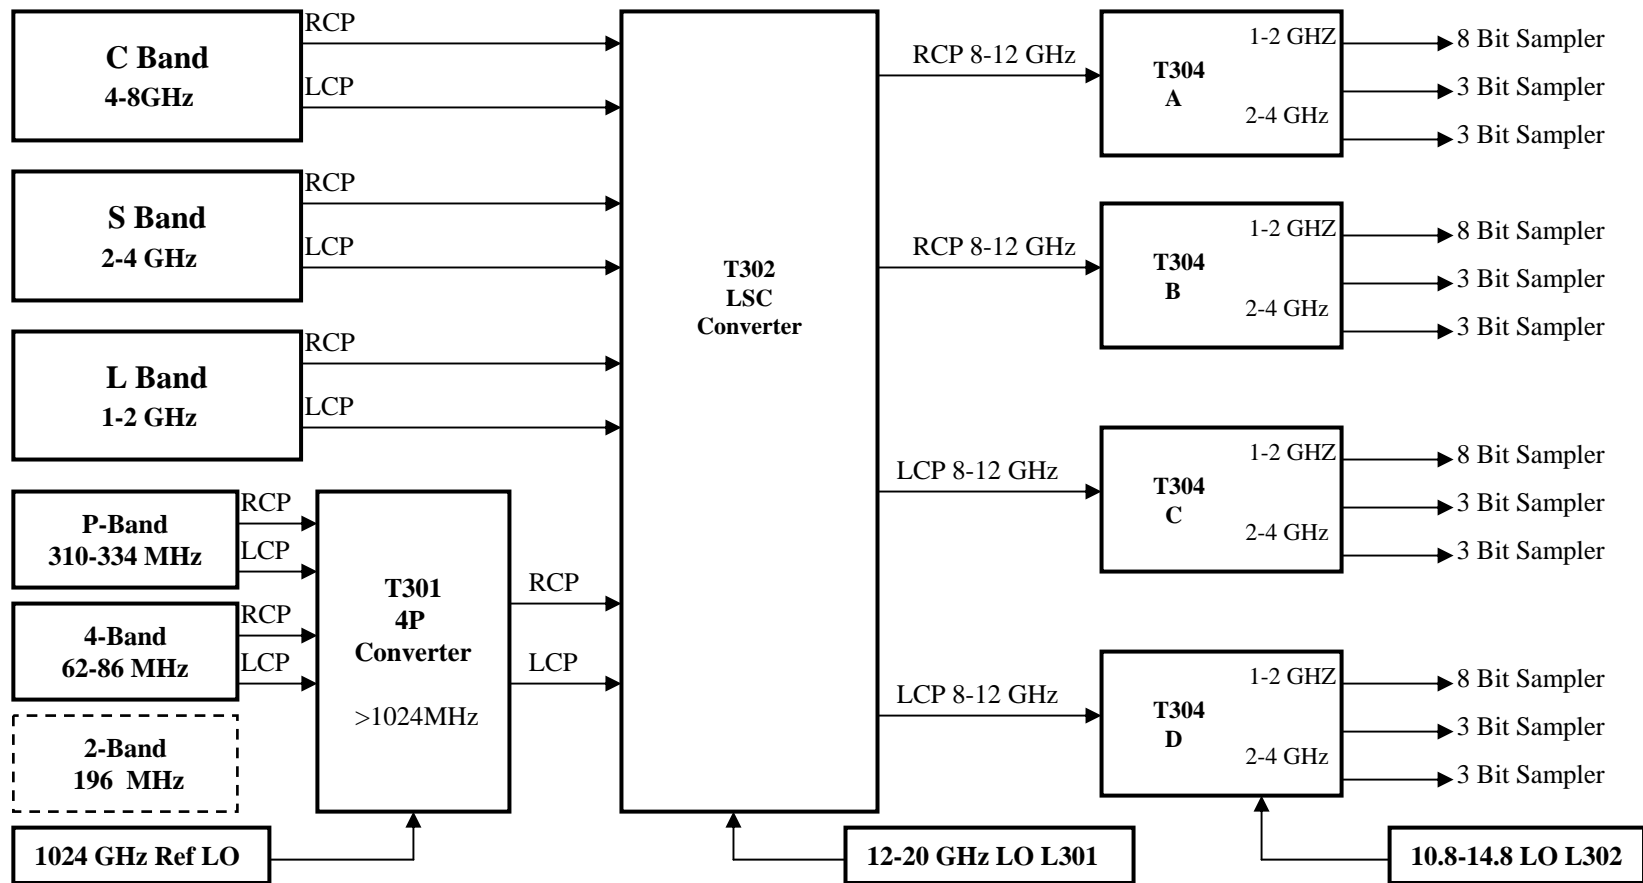 C Band
4-8GHz
RCP
LCP
S Band
2-4 GHz
RCP
LCP
L Band
1-2 GHz
RCP
LCP
P-Band
310-334 MHz
RCP
LCP
4-Band
62-86 MHz
RCP
LCP
2-Band
196 MHz
1024 GHz Ref LO
T301
4P
Converter
>1024MHz
RCP
LCP
T302
LSC
Converter
12-20 GHz LO L301
RCP 8-12 GHz
RCP 8-12 GHz
LCP 8-12 GHz
LCP 8-12 GHz
T304
A
1-2 GHZ
2-4 GHz
8 Bit Sampler
3 Bit Sampler
3 Bit Sampler
T304
B
1-2 GHZ
2-4 GHz
8 Bit Sampler
3 Bit Sampler
3 Bit Sampler
T304
C
1-2 GHZ
2-4 GHz
8 Bit Sampler
3 Bit Sampler
3 Bit Sampler
T304
D
1-2 GHZ
2-4 GHz
8 Bit Sampler
3 Bit Sampler
3 Bit Sampler
10.8-14.8 LO L302